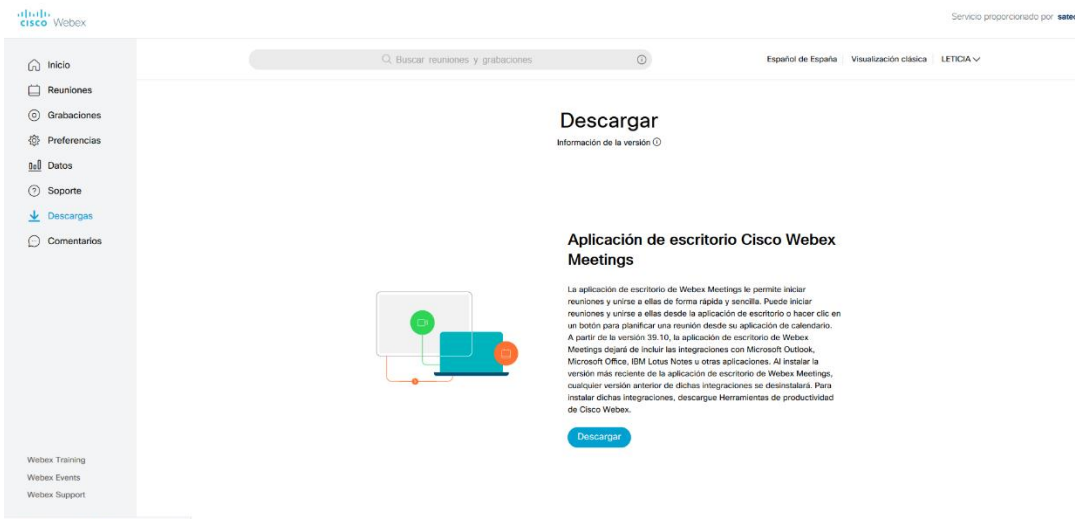 CISCO Webex
Servicio proporcionado por satec
Inicio
Reuniones
Grabaciones
Preferencias
Datos
Soporte
Descargas
Comentarios
Webex Training
Webex Events
Webex Support
Buscar reuniones y grabaciones
Español de España
Visualización clásica
LETICIA
Descargar
Información de la versión
Aplicación de escritorio Cisco Webex
Meetings
La aplicación de escritorio de Webex Meetings le permite iniciar
reuniones y unirse a ellas de forma rápida y sencilla. Puede iniciar
reuniones y unirse a ellas desde la aplicación de escritorio o hacer clic en
un botón para planificar una reunión desde su aplicación de calendario.
A partir de la versión 39.10, la aplicación de escritorio de Webex
Meetings dejará de incluir las integraciones con Microsoft Outlook,
Microsoft Office, IBM Lotus Notes u otras aplicaciones. Al instalar la
versión más reciente de la aplicación de escritorio de Webex Meetings,
cualquier versión anterior de dichas integraciones se desinstalará. Para
instalar dichas integraciones, descargue Herramientas de productividad
de Cisco Webex.
Descargar